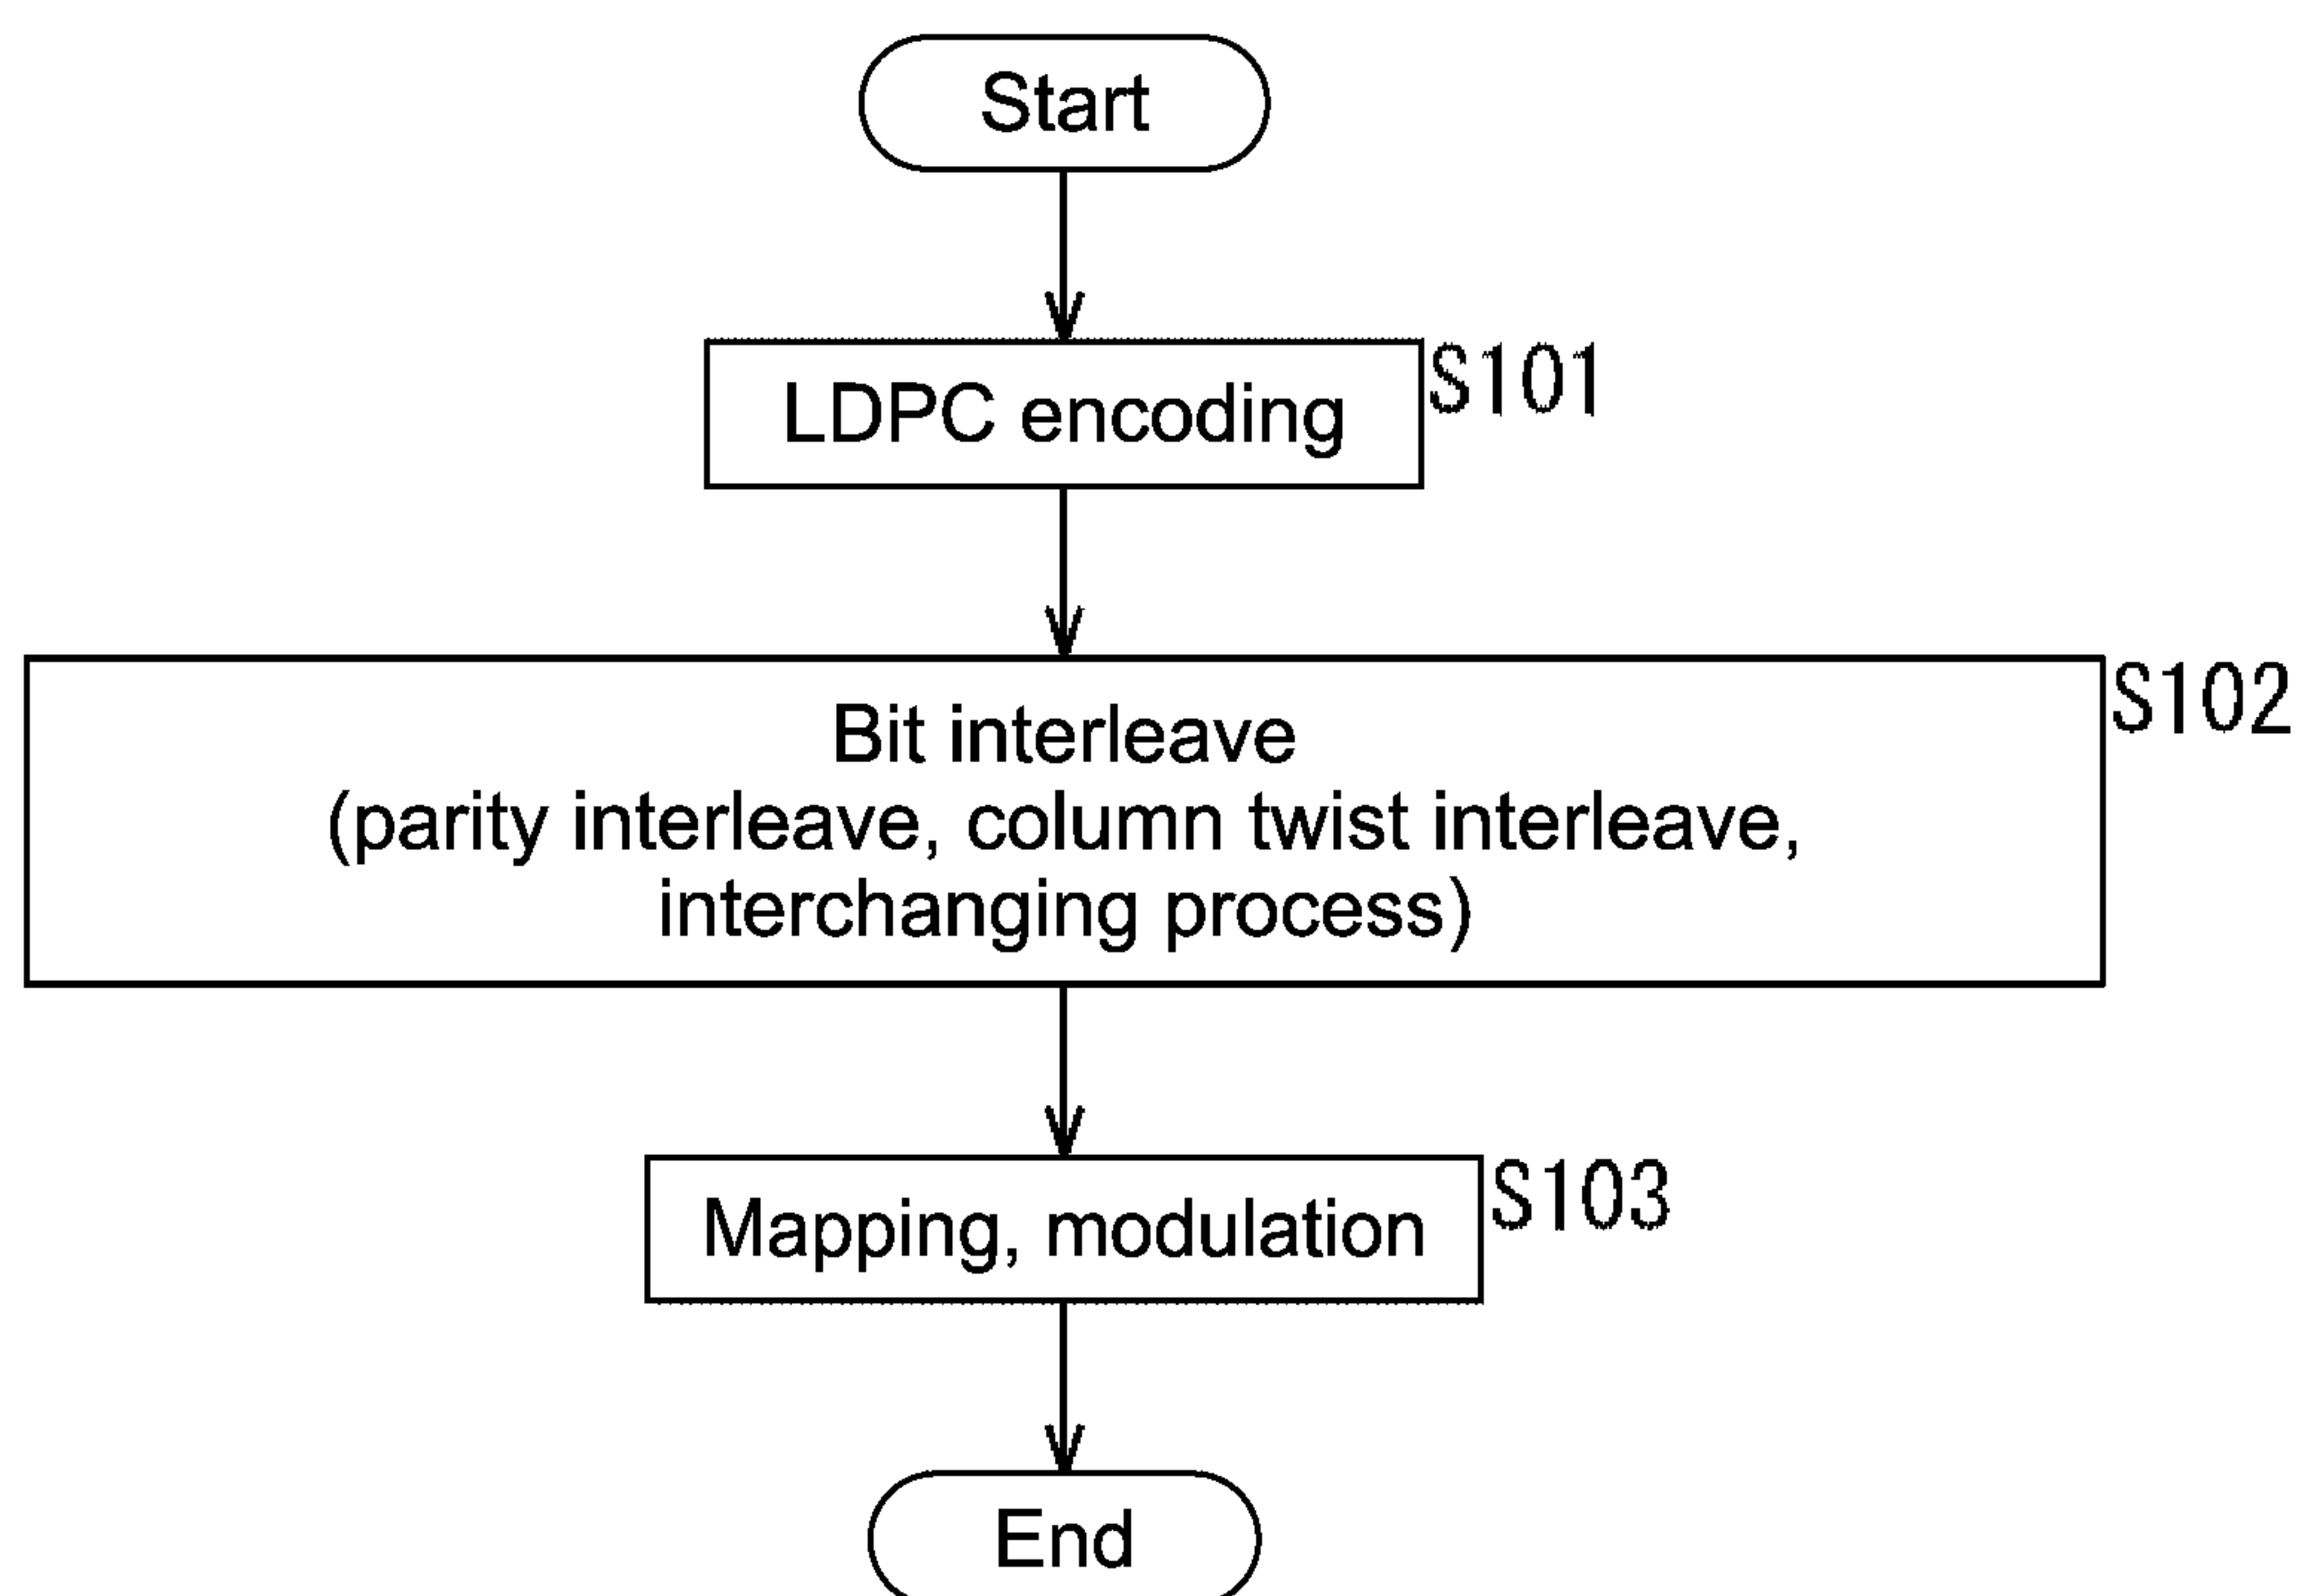 Start
LDPC encoding
S101
Bit interleave
(parity interleave, column twist interleave,
interchanging process)
S102
Mapping, modulation
S103
End